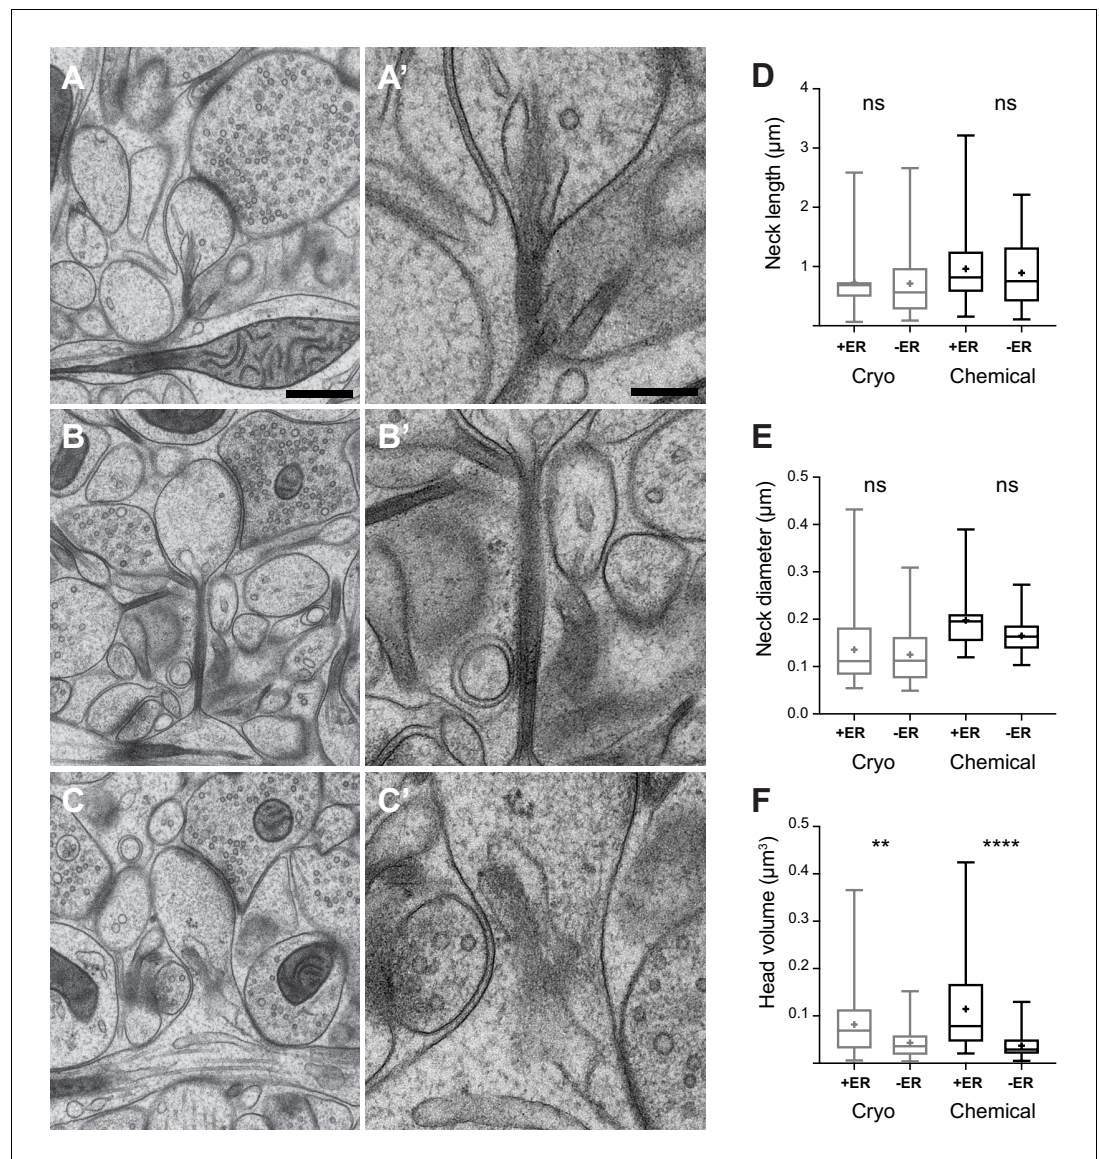 A
A'
B
B'
C
C'
D
4
3
2
1
Neck length (μm)
ns
ns
+ER
-ER
+ER
-ER
Cryo
Chemical
E
0.5
0.4
0.3
0.2
0.1
0.0
Neck diameter (μm)
ns
ns
+ER
-ER
+ER
-ER
Cryo
Chemical
F
0.5
0.4
0.3
0.2
0.1
Head volume (μm³)
**
****
+ER
-ER
+ER
-ER
Cryo
Chemical